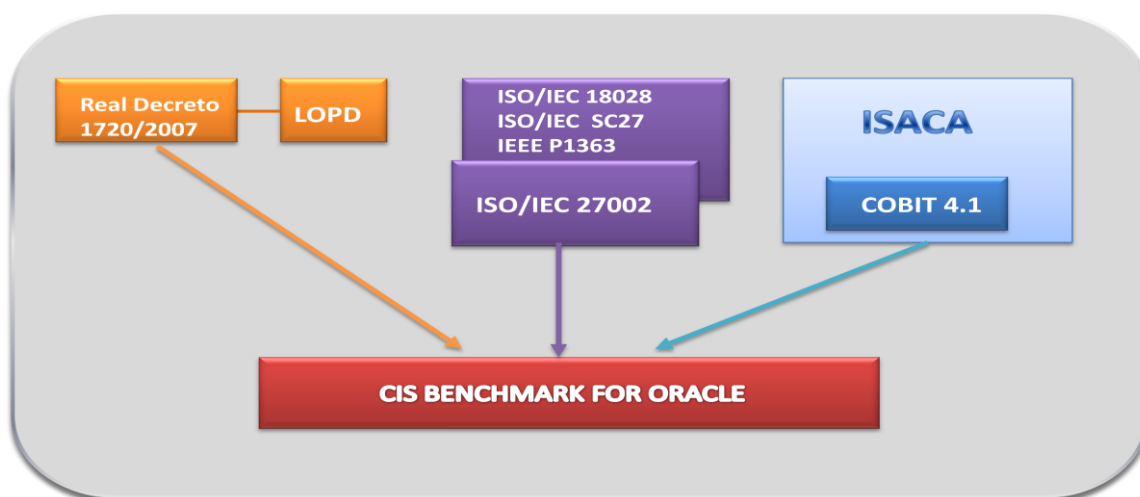 Real Decreto
1720/2007
LOPD
ISO/IEC 18028
ISO/IEC  SC27
IEEE P1363
ISO/IEC 27002
ISACA
COBIT 4.1
CIS BENCHMARK FOR ORACLE